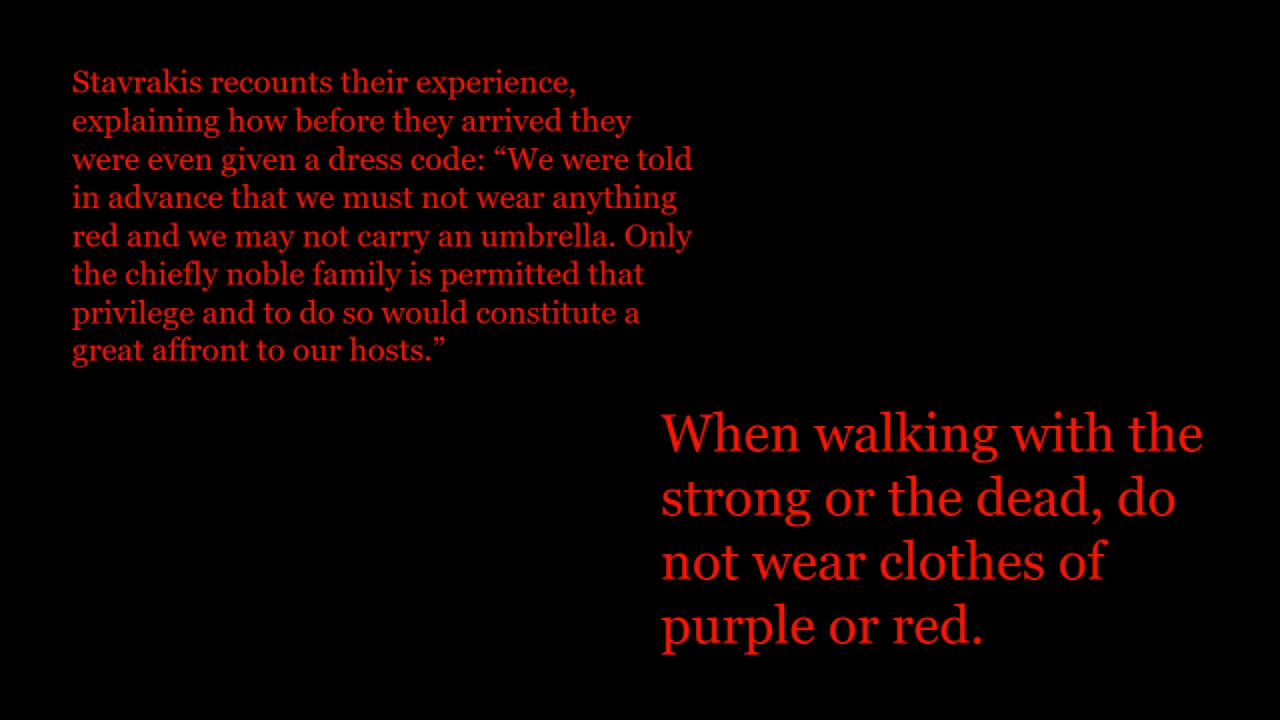 Stavrakis recounts their experience,
explaining how before they arrived they
were even given a dress code: “We were told
in advance that we must not wear anything
red and we may not carry an umbrella. Only
the chiefly noble family is permitted that
privilege and to do so would constitute a
great affront to our hosts.”
When walking with the
strong or the dead, do
not wear clothes of
purple or red.